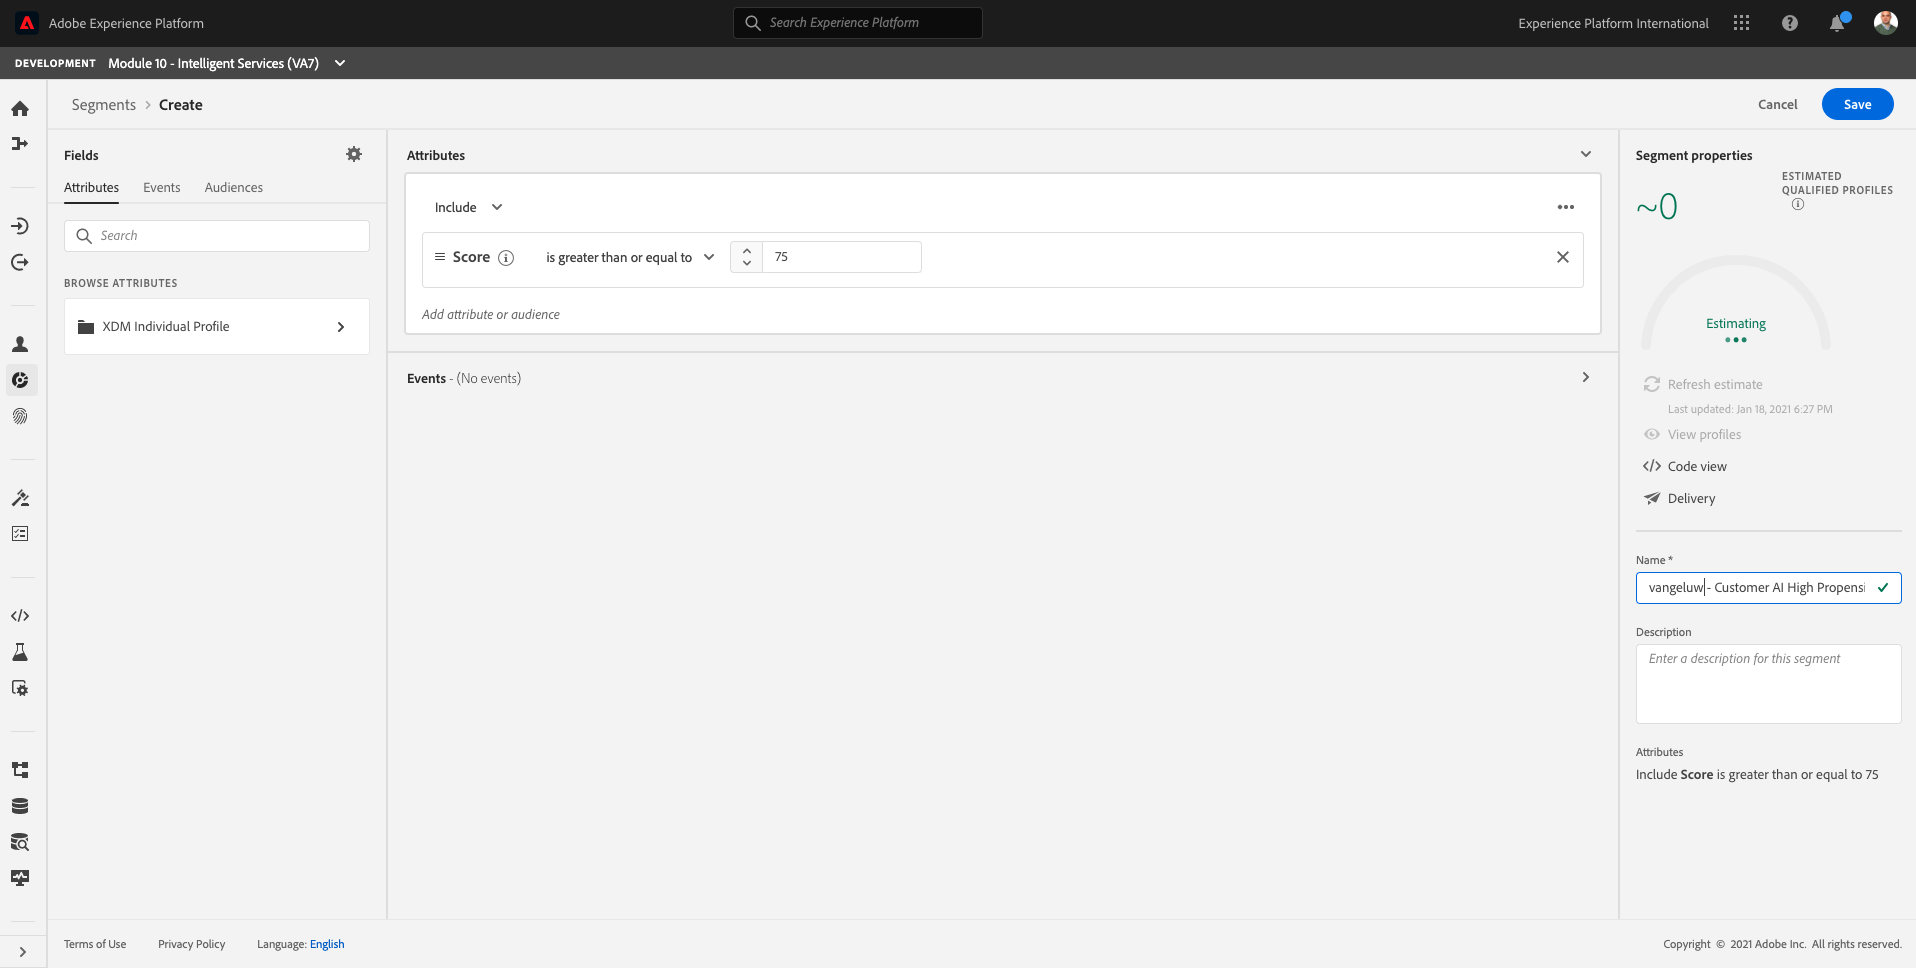 Adobe Experience Platform
Search Experience Platform
Experience Platform International
DEVELOPMENT Module 10 - Intelligent Services (VA7)
Segments > Create
Cancel
Save
Fields
Attributes Events Audiences
Search
BROWSE ATTRIBUTES
XDM Individual Profile
Attributes
Include
Score is greater than or equal to 75
Add attribute or audience
Events - (No events)
Segment properties
~0
ESTIMATED
QUALIFIED PROFILES
Estimating
Refresh estimate
Last updated: Jan 18, 2021 6:27 PM
View profiles
Code view
Delivery
Name *
vangeluw - Customer AI High Propensi
Description
Enter a description for this segment
Attributes
Include Score is greater than or equal to 75
Terms of Use Privacy Policy Language: English
Copyright © 2021 Adobe Inc. All rights reserved.